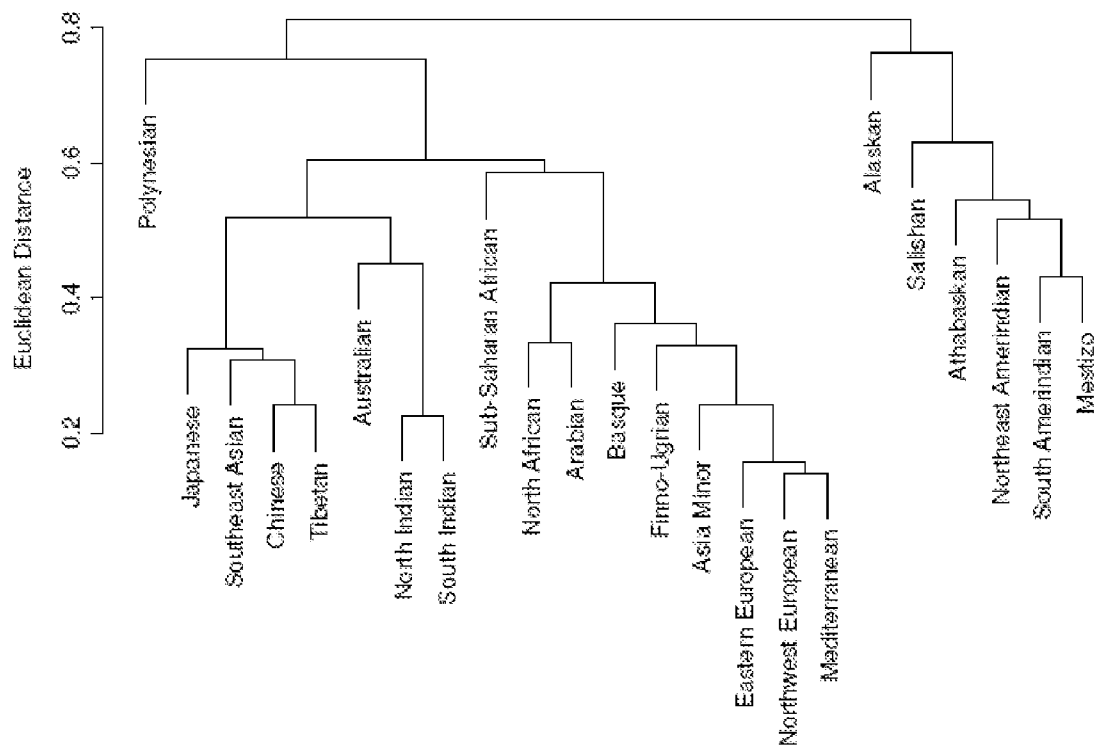 Euclidean Distance
0.8
0.6
0.4
0.2
Polynesian
Japanese
Southeast Asian
Chinese
Tibetan
Australian
North Indian
South Indian
Sub-Saharan African
North African
Arabian
Basque
Finno-Ugrian
Asia Minor
Eastern European
Northwest European
Mediterranean
Alaskan
Salishan
Athabaskan
Northeast Amerindian
South Amerindian
Mestizo